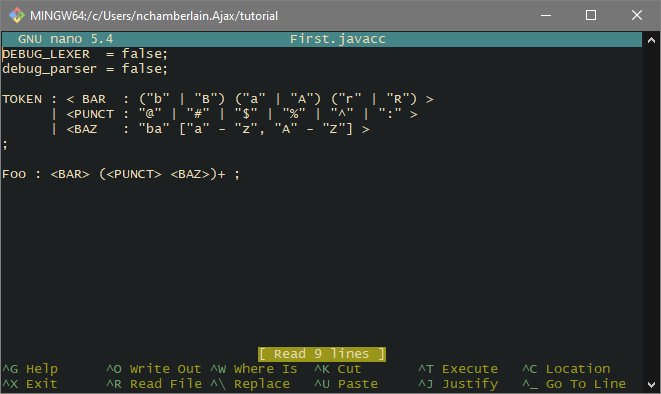 MINGW64:/c/Users/nchamberlain.Ajax/tutorial
GNU nano 5.4 First.javacc
DEBUG_LEXER = false;
debug_parser = false;
TOKEN : < BAR : ("b" | "B") ("a" | "A") ("r" | "R") >
| <PUNCT : "@" | "#" | "$" | "%" | "^" | ":" >
| <BAZ : "ba" ["a" - "z", "A" - "Z"] >
;
Foo : <BAR> (<PUNCT> <BAZ>)+ ;
[ Read 9 lines ]
^G Help ^O Write Out ^W Where Is ^K Cut ^T Execute ^C Location
^X Exit ^R Read File ^\ Replace ^U Paste ^J Justify ^_ Go To Line